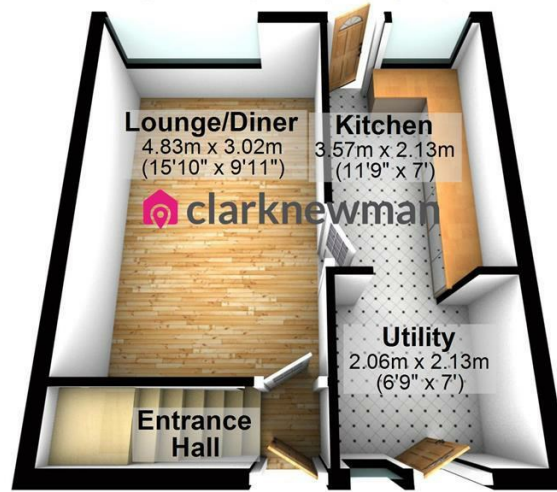 Lounge/Diner
4.83m x 3.02m
(15'10" x 9'11")
Kitchen
3.57m x 2.13m
(11'9" x 7')
clarknewman
Utility
2.06m x 2.13m
(6'9" x 7')
Entrance
Hall